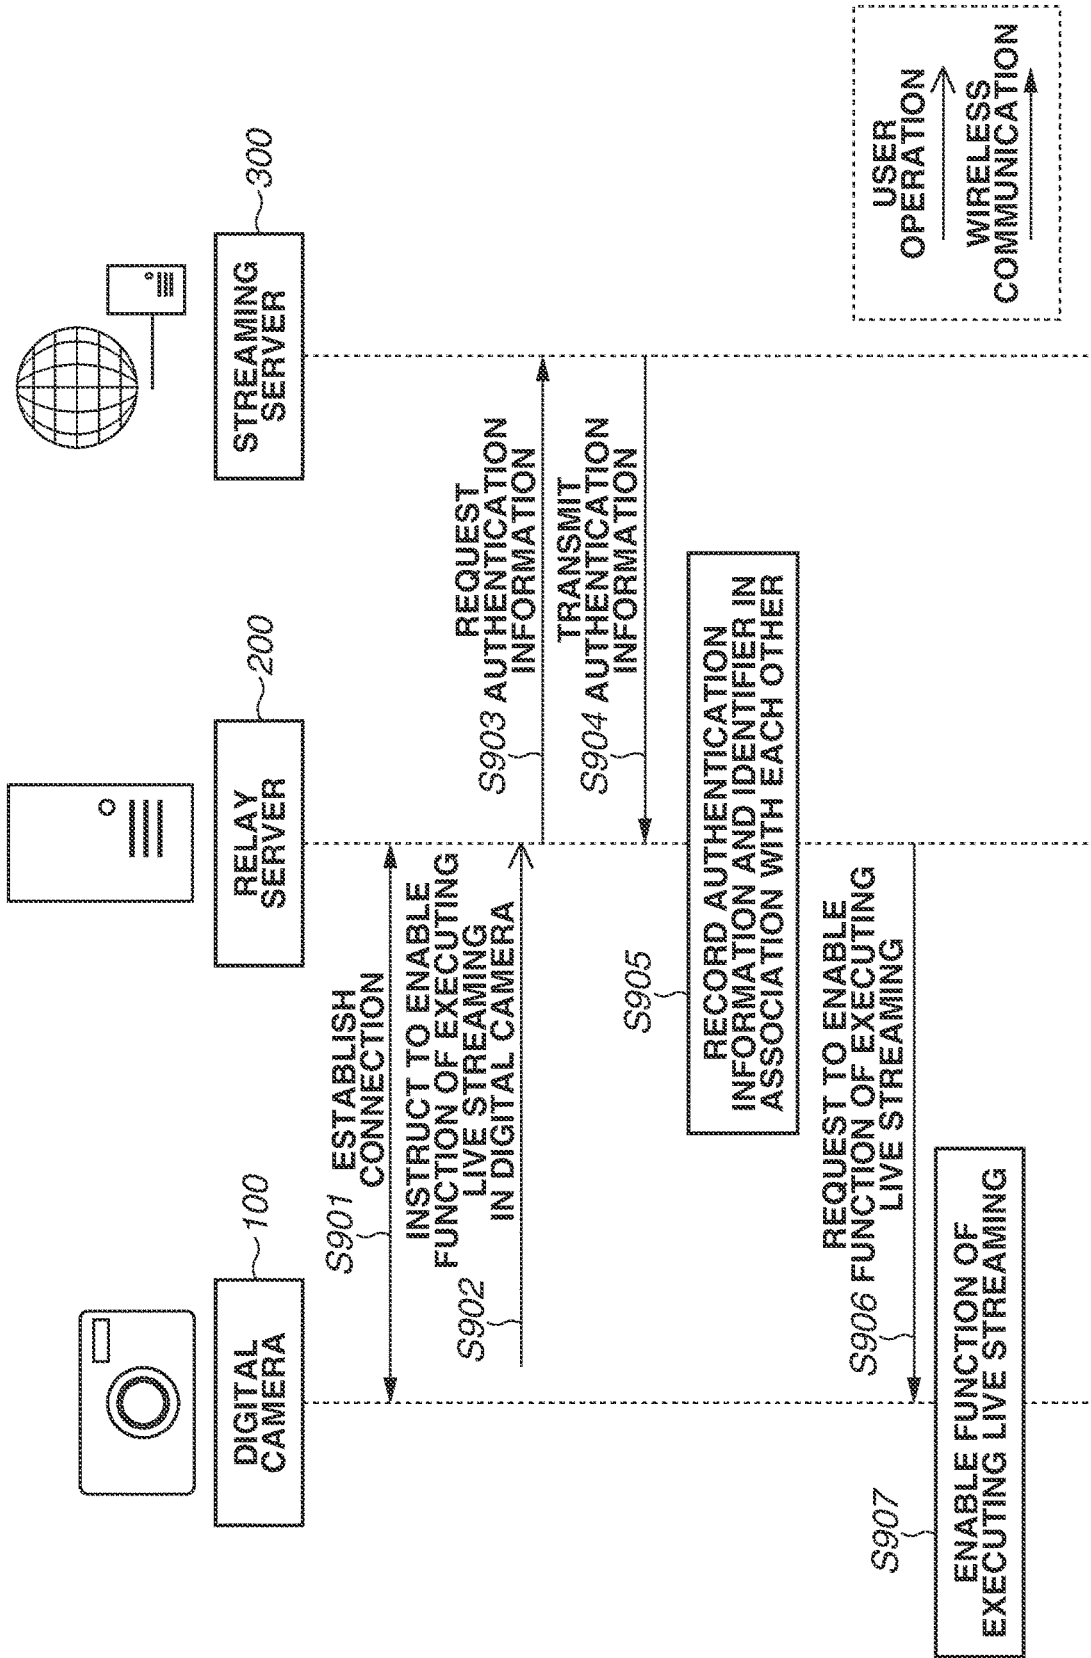 DIGITAL
CAMERA
100
RELAY
SERVER
200
STREAMING
SERVER
300
S901
ESTABLISH
CONNECTION
INSTRUCT TO ENABLE
FUNCTION OF EXECUTING
LIVE STREAMING
IN DIGITAL CAMERA
S902
REQUEST
S903 AUTHENTICATION
INFORMATION
TRANSMIT
S904 AUTHENTICATION
INFORMATION
S905
RECORD AUTHENTICATION
INFORMATION AND IDENTIFIER IN
ASSOCIATION WITH EACH OTHER
REQUEST TO ENABLE
S906 FUNCTION OF EXECUTING
LIVE STREAMING
S907
ENABLE FUNCTION OF
EXECUTING LIVE STREAMING
USER
OPERATION
WIRELESS
COMMUNICATION